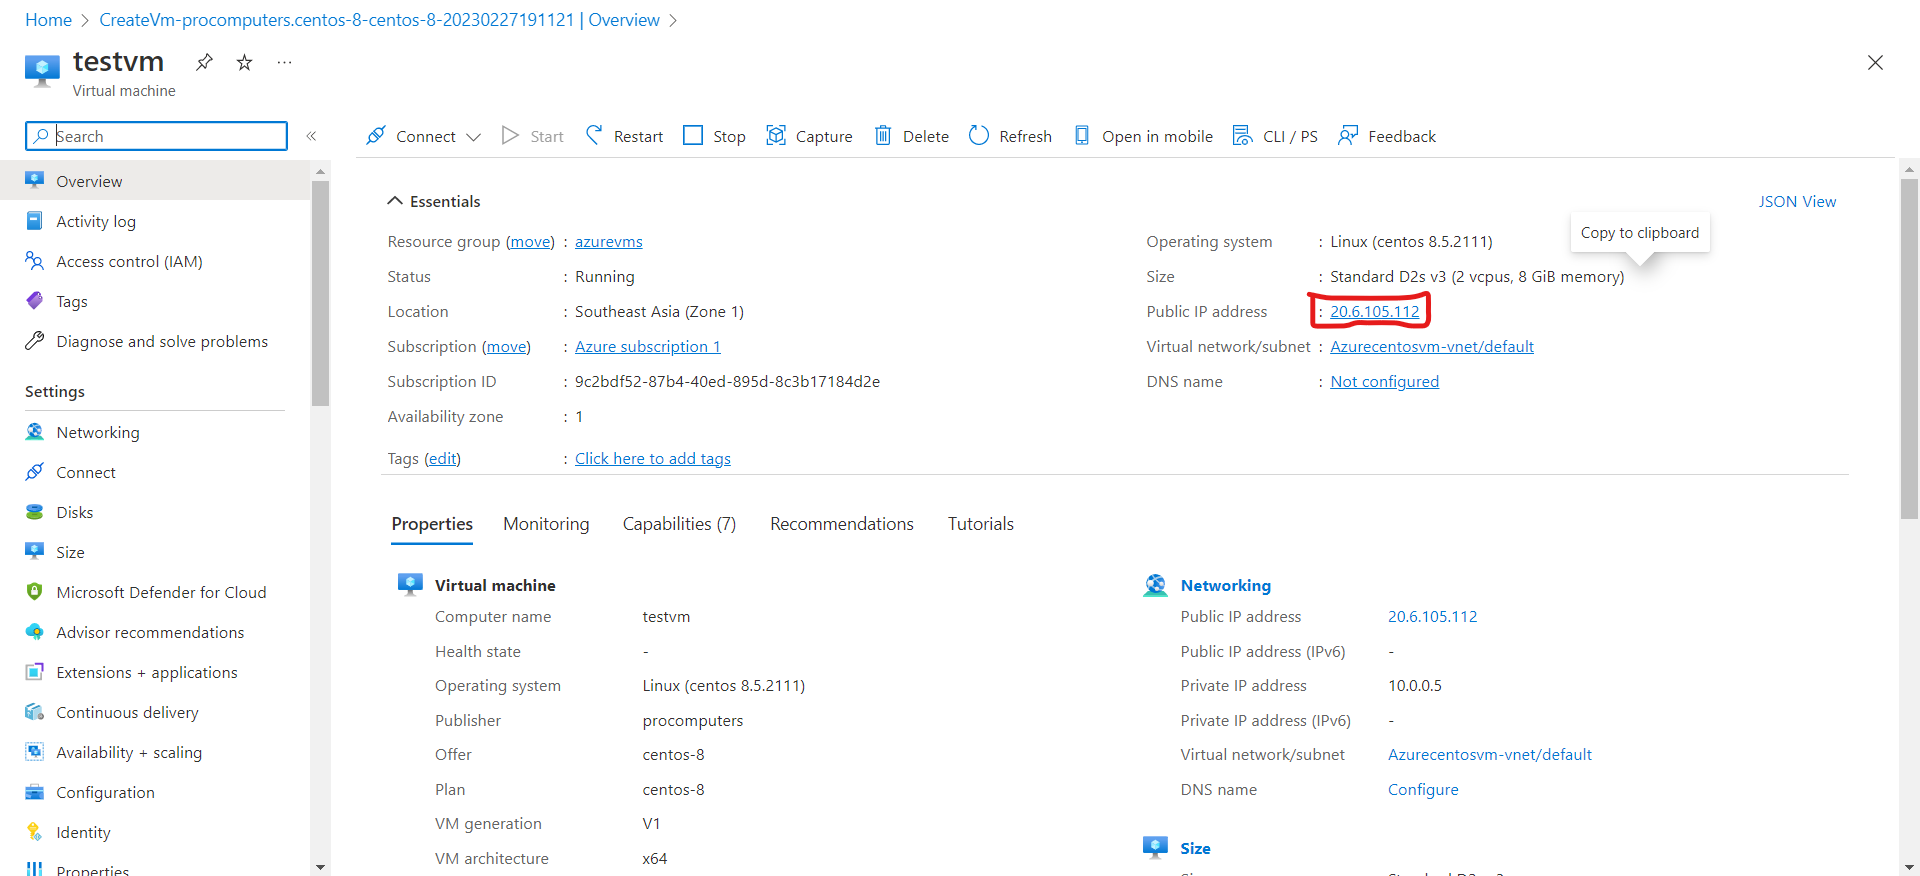 Home > CreateVm-procomputers.centos-8-centos-8-20230227191121 | Overview >
testvm
Virtual machine
Search
«
Connect
Start
Restart
Stop
Capture
Delete
Refresh
Open in mobile
CLI / PS
Feedback
Overview
Activity log
Access control (IAM)
Tags
Diagnose and solve problems
Settings
Networking
Connect
Disks
Size
Microsoft Defender for Cloud
Advisor recommendations
Extensions + applications
Continuous delivery
Availability + scaling
Configuration
Identity
Properties
Essentials
JSON View
Copy to clipboard
Resource group (move) : azurevms
Status : Running
Location : Southeast Asia (Zone 1)
Subscription (move) : Azure subscription 1
Subscription ID : 9c2bdf52-87b4-40ed-895d-8c3b17184d2e
Availability zone : 1
Tags (edit) : Click here to add tags
Operating system : Linux (centos 8.5.2111)
Size : Standard D2s v3 (2 vcpus, 8 GiB memory)
Public IP address : 20.6.105.112
Virtual network/subnet : Azurecentosvm-vnet/default
DNS name : Not configured
Properties
Monitoring
Capabilities (7)
Recommendations
Tutorials
Virtual machine
Computer name testvm
Health state -
Operating system Linux (centos 8.5.2111)
Publisher procomputers
Offer centos-8
Plan centos-8
VM generation V1
VM architecture x64
Networking
Public IP address 20.6.105.112
Public IP address (IPv6) -
Private IP address 10.0.0.5
Private IP address (IPv6) -
Virtual network/subnet Azurecentosvm-vnet/default
DNS name Configure
Size